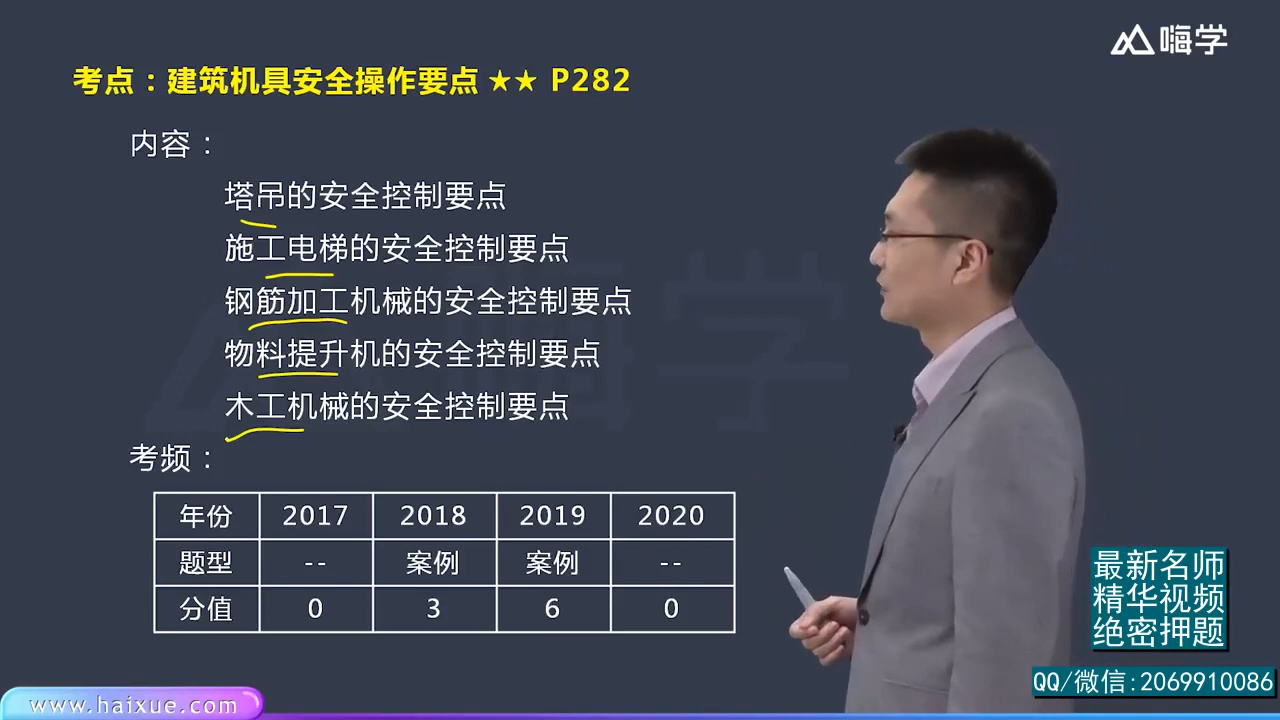 嗨学
考点：建筑机具安全操作要点 ★★ P282
内容：
塔吊的安全控制要点
施工电梯的安全控制要点
钢筋加工机械的安全控制要点
物料提升机的安全控制要点
木工机械的安全控制要点
考频：
年份 2017 2018 2019 2020
题型 -- 案例 案例 --
分值 0 3 6 0
最新名师
精华视频
绝密押题
QQ/微信:2069910086
www.haixue.com
嗨学